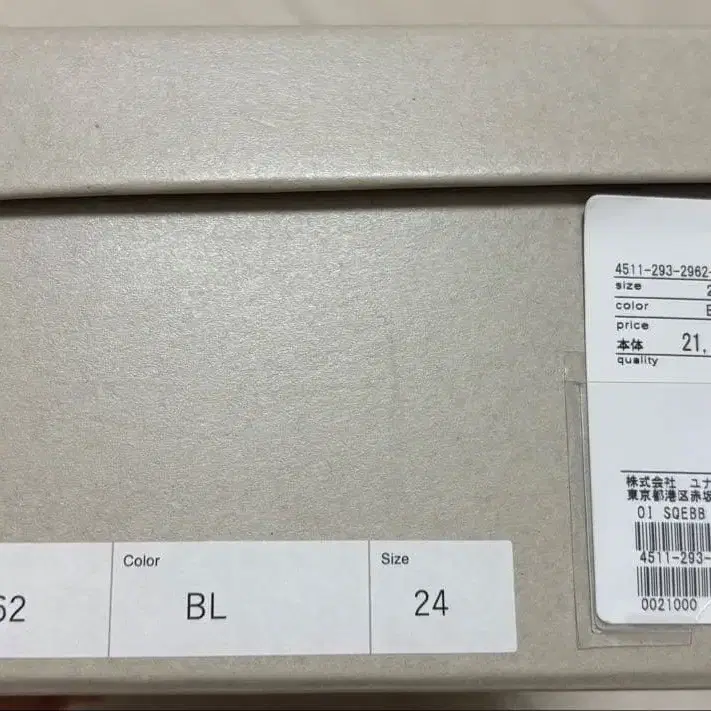 4511-293-2962-
size 2
color B
price
本体 21,
quality
株式会社 ユナ
東京都港区赤坂
01 SQEBB
4511-293-
0021000
62
Color
BL
Size
24